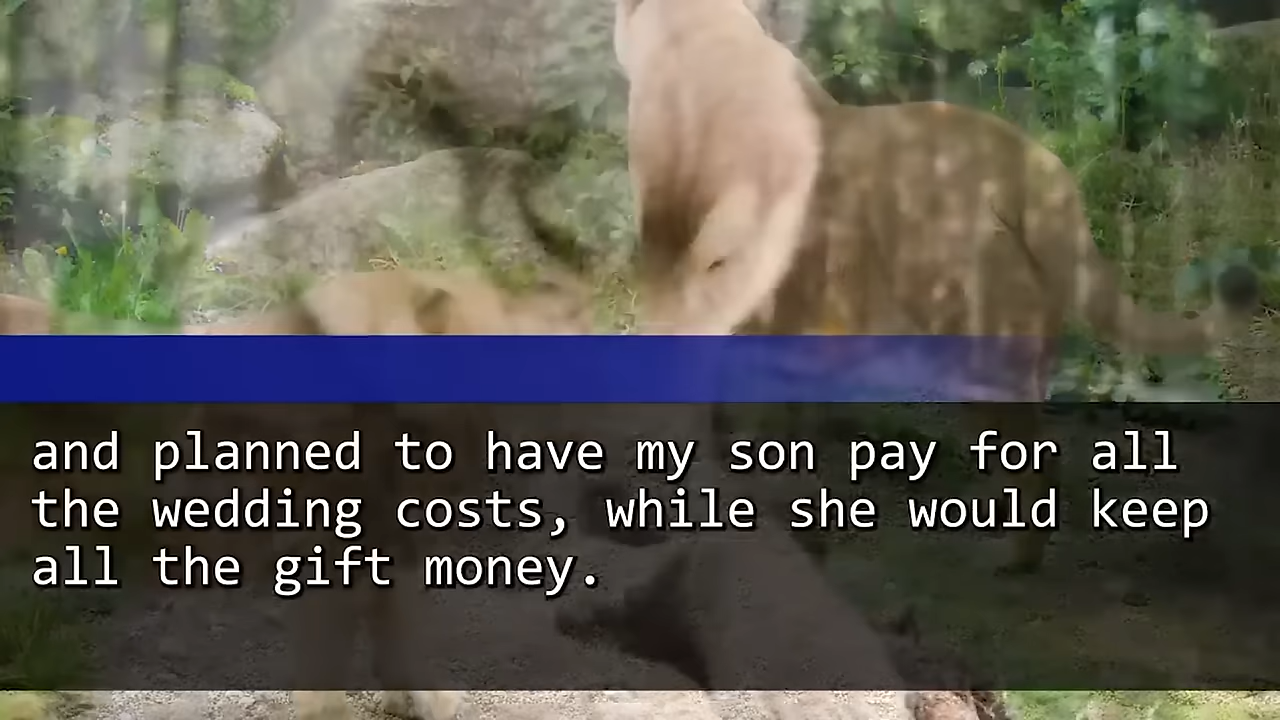 and planned to have my son pay for all
the wedding costs, while she would keep
all the gift money.